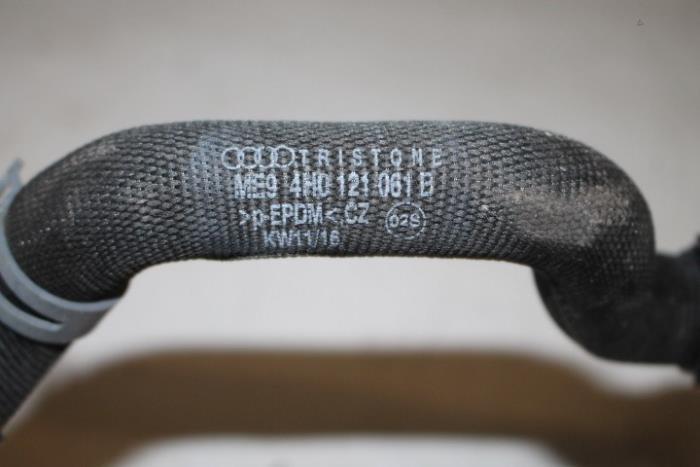 TRISTONE
ME9 4H0 121 061 B
>p-EPDM< CZ 02S
KW11/16